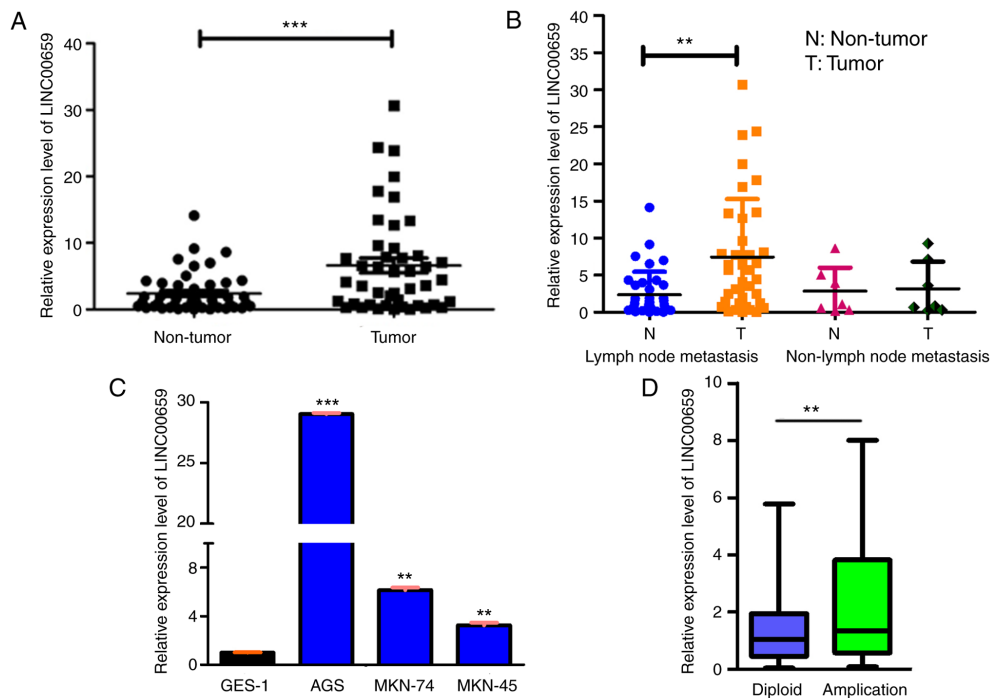 A
***
Relative expression level of LINC00659
40
30
20
10
0
Non-tumor
Tumor
B
**
N: Non-tumor
T: Tumor
Relative expression level of LINC00659
40
35
30
25
20
15
10
5
0
N
T
N
T
Lymph node metastasis
Non-lymph node metastasis
C
Relative expression level of LINC00659
30
25
20
8
4
0
***
**
**
GES-1
AGS
MKN-74
MKN-45
D
Relative expression level of LINC00659
10
8
6
4
2
0
**
Diploid
Amplication